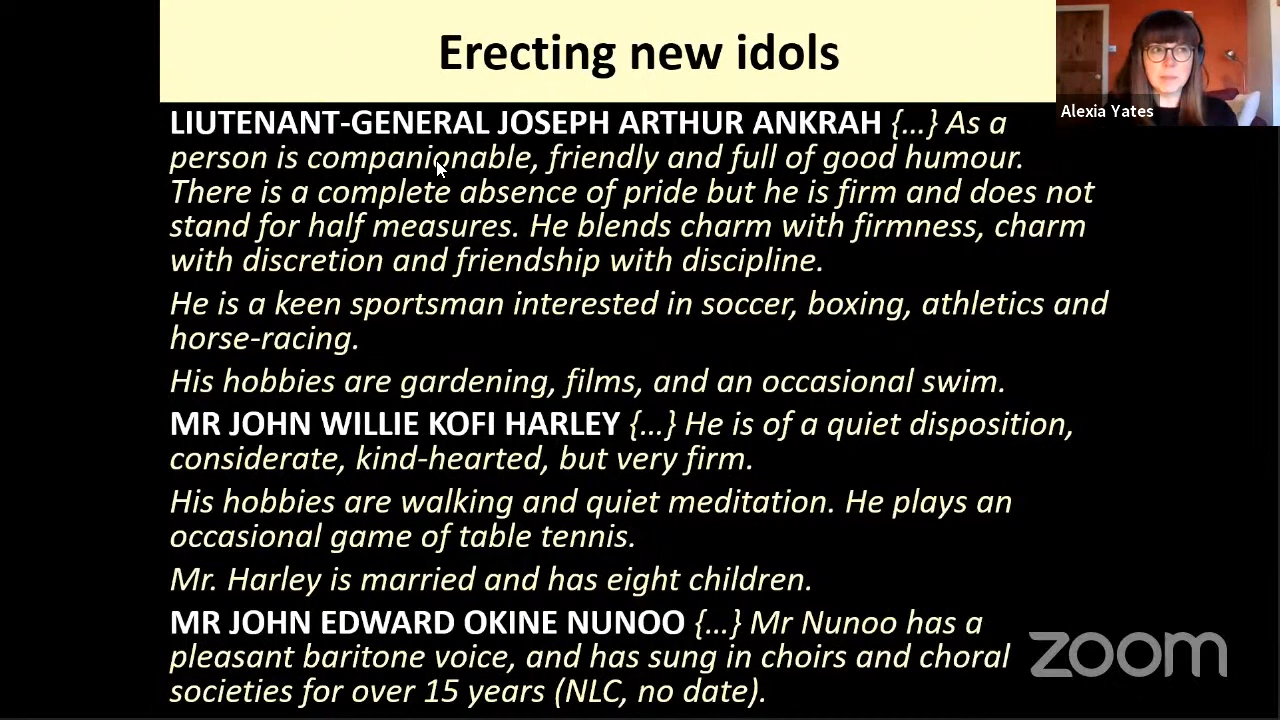 Erecting new idols
Alexia Yates
LIUTENANT-GENERAL JOSEPH ARTHUR ANKRAH {...} As a
person is companionable, friendly and full of good humour.
There is a complete absence of pride but he is firm and does not
stand for half measures. He blends charm with firmness, charm
with discretion and friendship with discipline.
He is a keen sportsman interested in soccer, boxing, athletics and
horse-racing.
His hobbies are gardening, films, and an occasional swim.
MR JOHN WILLIE KOFI HARLEY {...} He is of a quiet disposition,
considerate, kind-hearted, but very firm.
His hobbies are walking and quiet meditation. He plays an
occasional game of table tennis.
Mr. Harley is married and has eight children.
MR JOHN EDWARD OKINE NUNOO {...} Mr Nunoo has a
pleasant baritone voice, and has sung in choirs and choral
societies for over 15 years (NLC, no date).
zoom